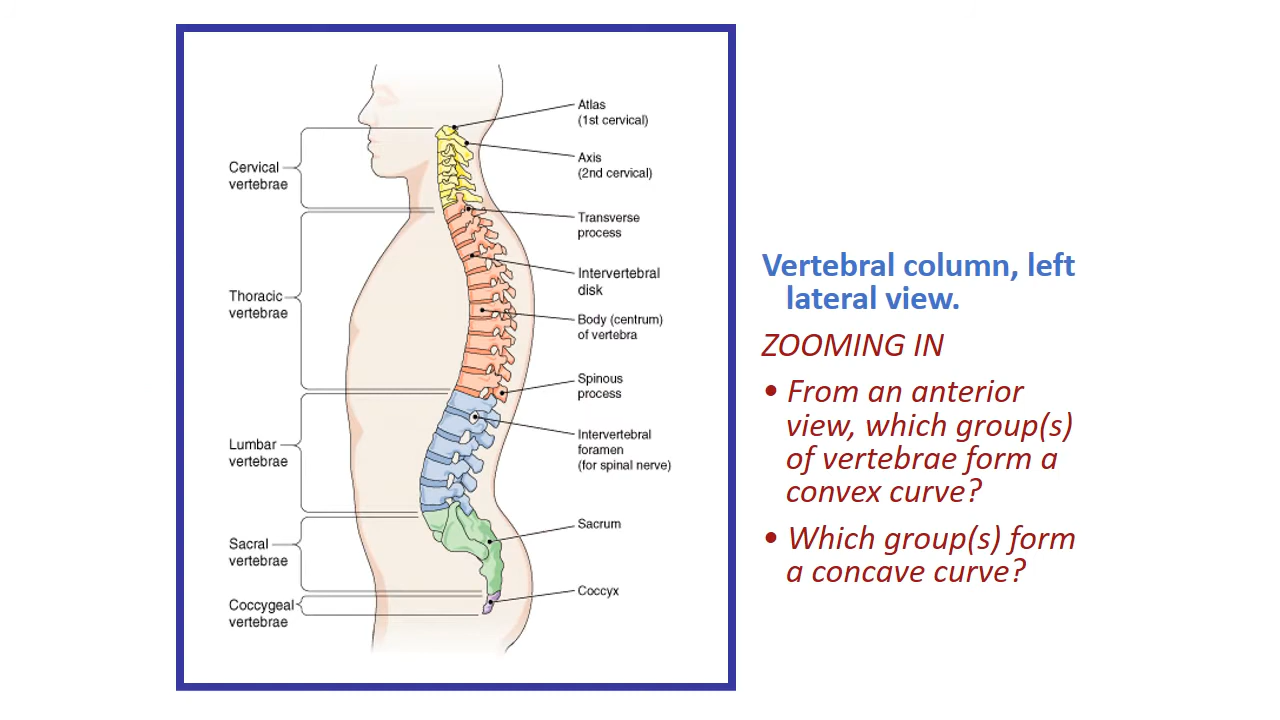 Cervical
vertebrae
Thoracic
vertebrae
Lumbar
vertebrae
Sacral
vertebrae
Coccygeal
vertebrae
Atlas
(1st cervical)
Axis
(2nd cervical)
Transverse
process
Intervertebral
disk
Body (centrum)
of vertebra
Spinous
process
Intervertebral
foramen
(for spinal nerve)
Sacrum
Coccyx
Vertebral column, left
lateral view.
ZOOMING IN
• From an anterior
view, which group(s)
of vertebrae form a
convex curve?
• Which group(s) form
a concave curve?